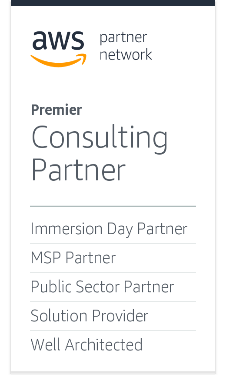 aws partner
network
Premier
Consulting
Partner
Immersion Day Partner
MSP Partner
Public Sector Partner
Solution Provider
Well Architected